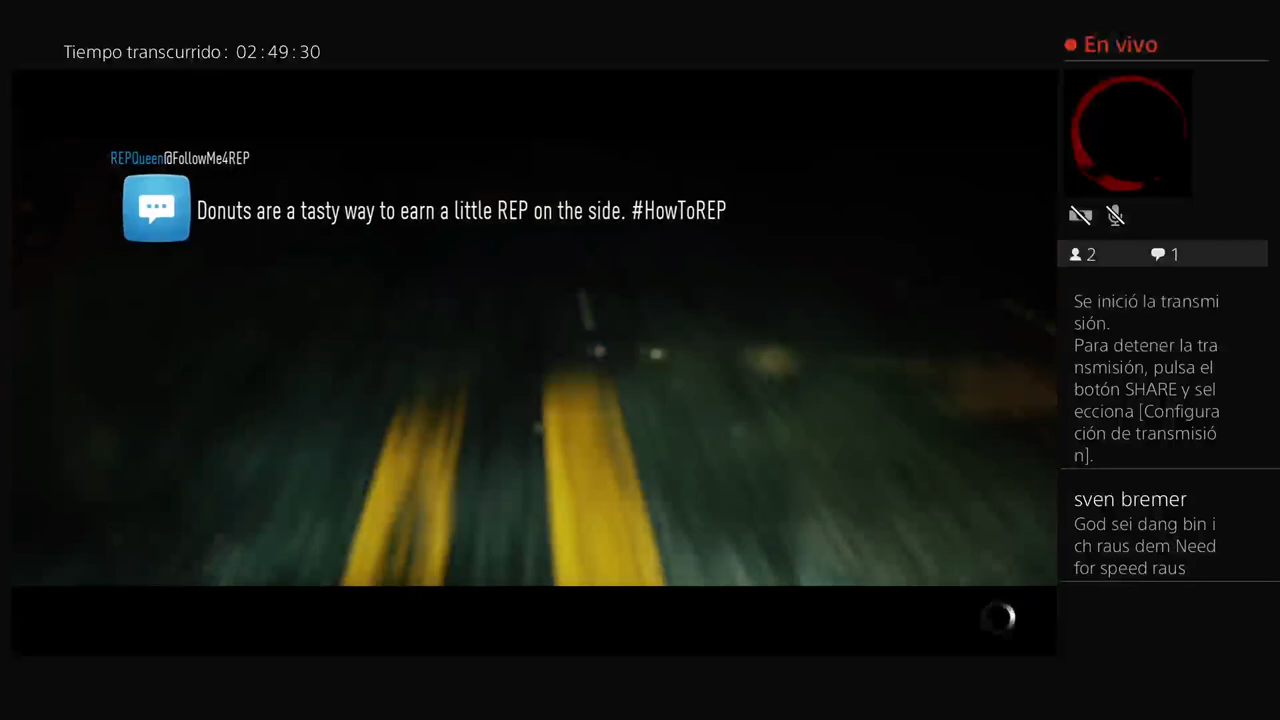 Tiempo transcurrido: 02:49:30
En vivo
REPQueen@FollowMe4REP
Donuts are a tasty way to earn a little REP on the side. #HowToREP
2 1
Se inició la transmi
sión.
Para detener la tra
nsmisión, pulsa el
botón SHARE y sel
ecciona [Configura
ción de transmisió
n].
sven bremer
God sei dang bin i
ch raus dem Need
for speed raus